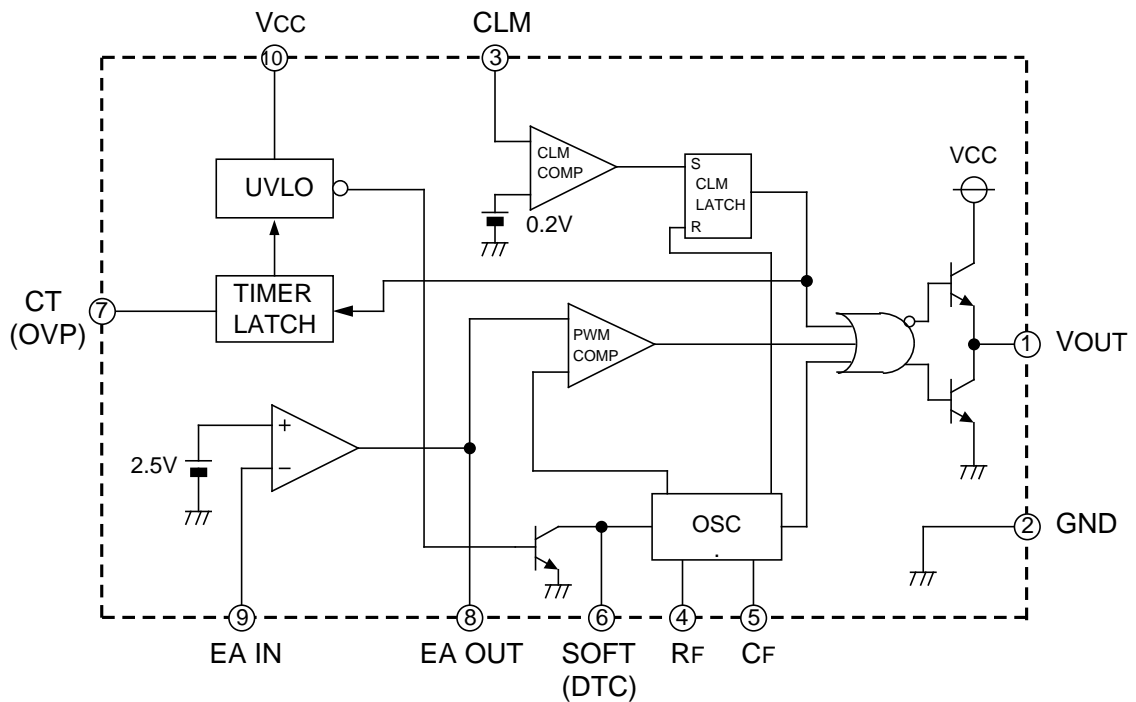 VCC
CLM
10
3
CLM
COMP
S
CLM
LATCH
R
VCC
UVLO
0.2V
TIMER
LATCH
CT
(OVP)
7
PWM
COMP
1
VOUT
+
−
2.5V
OSC
.
2
GND
9
8
6
4
5
EA IN
EA OUT
SOFT
(DTC)
RF
CF